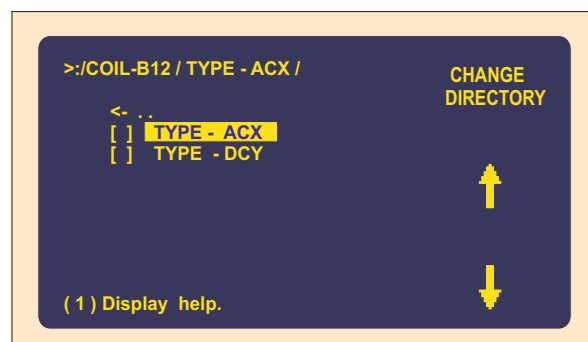 >:/COIL-B12 / TYPE - ACX /
CHANGE
DIRECTORY
<- . .
[ ] TYPE - ACX
[ ] TYPE - DCY
( 1 ) Display help.